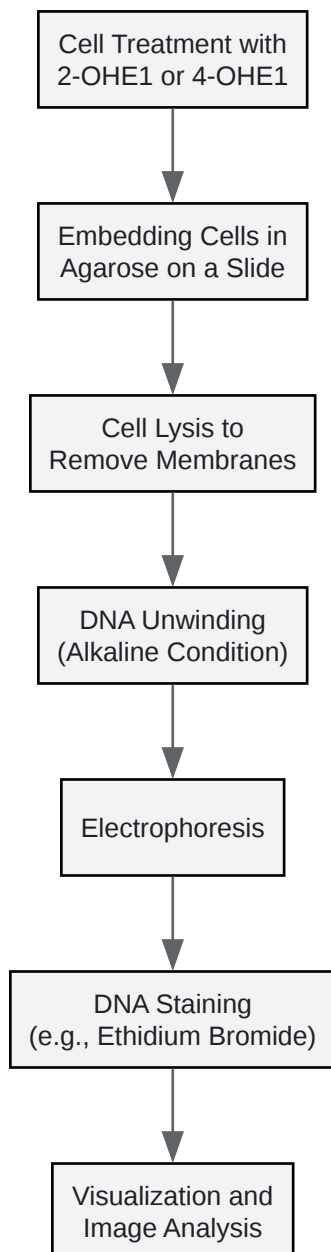 Cell Treatment with
2-OHE1 or 4-OHE1
Embedding Cells in
Agarose on a Slide
Cell Lysis to
Remove Membranes
DNA Unwinding
(Alkaline Condition)
Electrophoresis
DNA Staining
(e.g., Ethidium Bromide)
Visualization and
Image Analysis